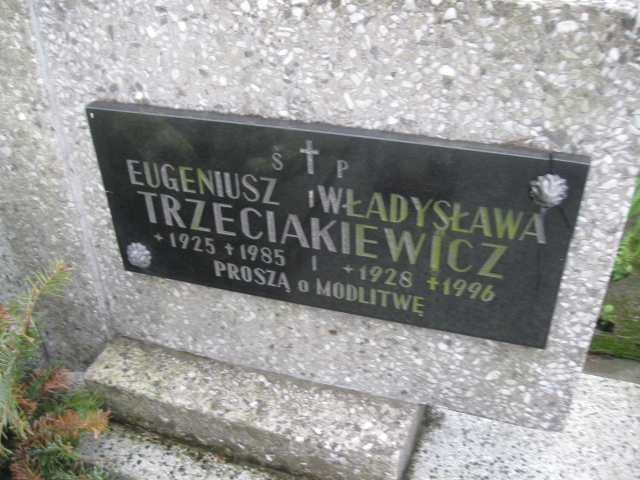 Ś † P
EUGENIUSZ i WŁADYSŁAWA
TRZECIAKIEWICZ
+1925 +1985 | +1928 +1996
PROSZĄ o MODLITWĘ